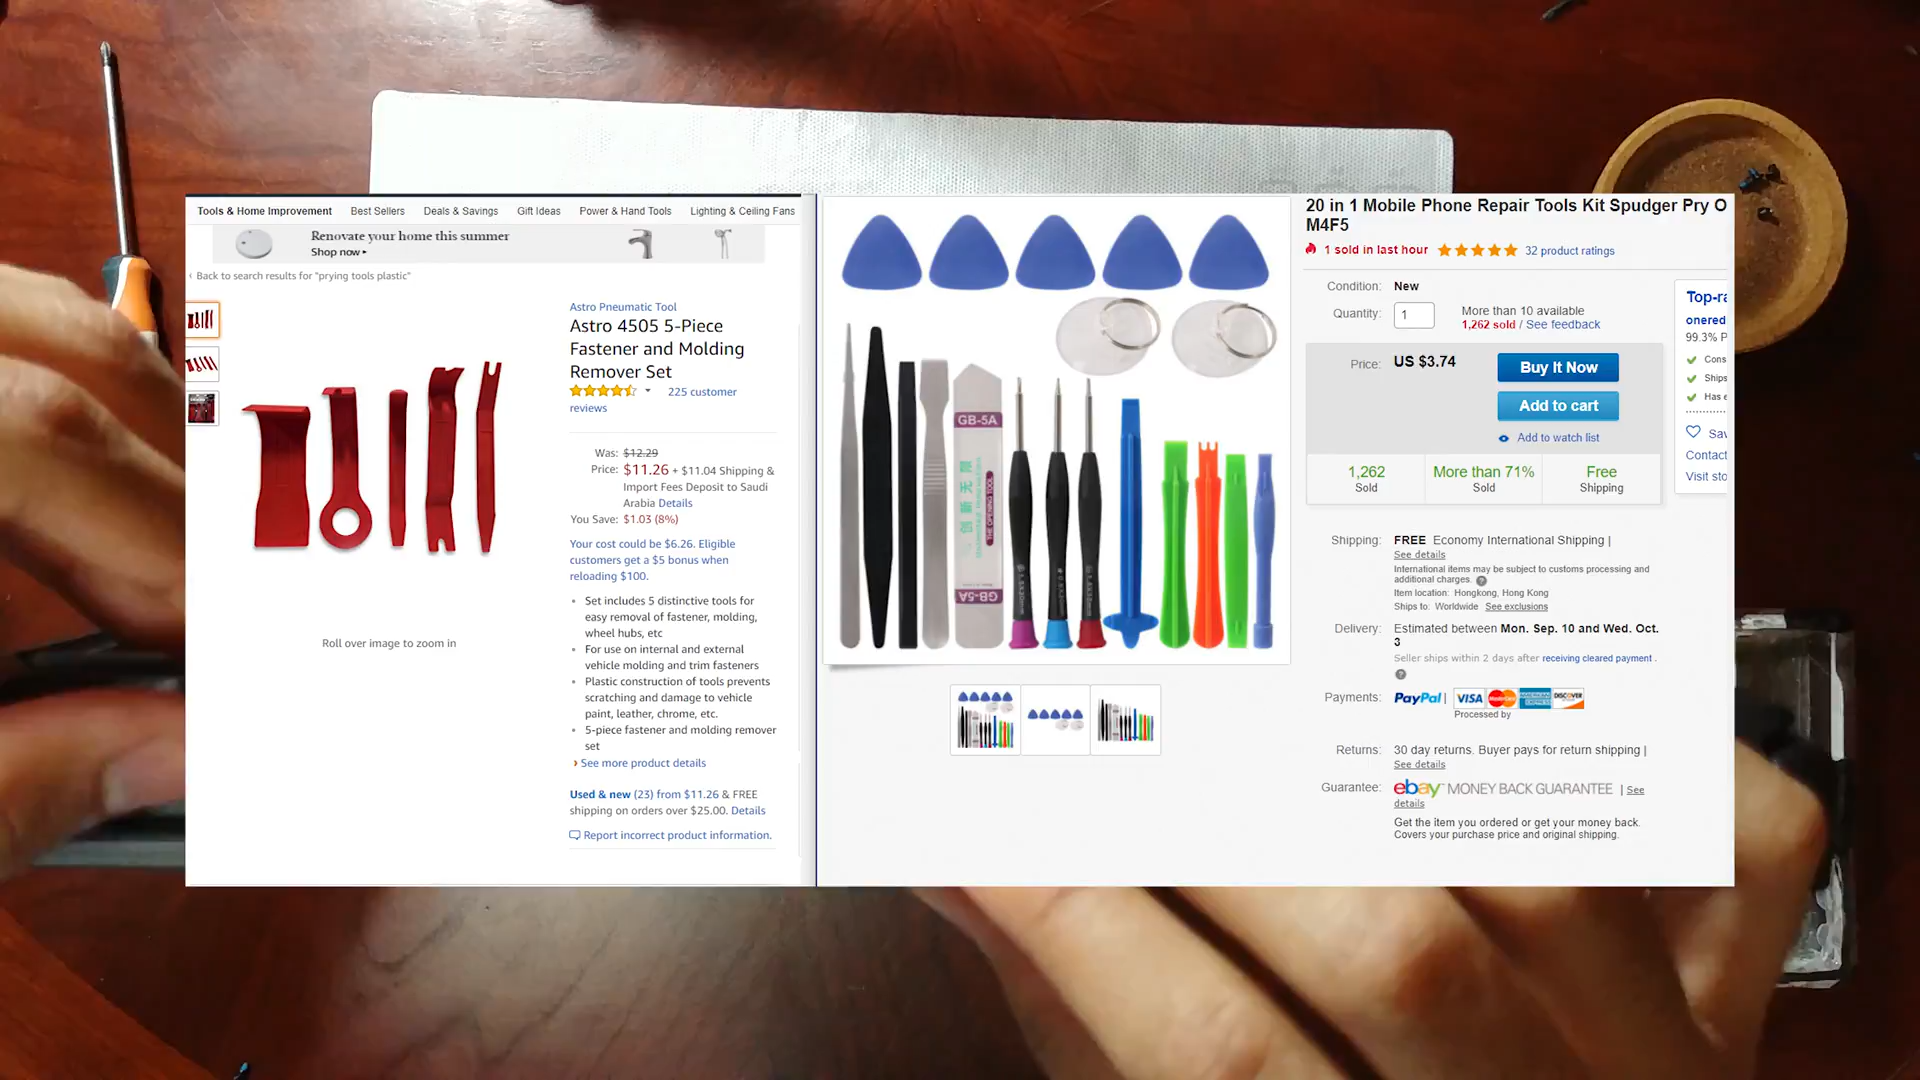 Tools & Home Improvement Best Sellers Deals & Savings Gift Ideas Power & Hand Tools Lighting & Ceiling Fans
Renovate your home this summer
Shop now ▸
‹ Back to search results for "prying tools plastic"
Astro Pneumatic Tool
Astro 4505 5-Piece
Fastener and Molding
Remover Set
225 customer
reviews
Was: $12.29
Price: $11.26 + $11.04 Shipping &
Import Fees Deposit to Saudi
Arabia Details
You Save: $1.03 (8%)
Your cost could be $6.26. Eligible
customers get a $5 bonus when
reloading $100.
• Set includes 5 distinctive tools for
easy removal of fastener, molding,
wheel hubs, etc
• For use on internal and external
vehicle molding and trim fasteners
• Plastic construction of tools prevents
scratching and damage to vehicle
paint, leather, chrome, etc.
• 5-piece fastener and molding remover
set
› See more product details
Used & new (23) from $11.26 & FREE
shipping on orders over $25.00. Details
Report incorrect product information.
Roll over image to zoom in
GB-5A
创新无限
THE OPENING TOOL
GB-5A
20 in 1 Mobile Phone Repair Tools Kit Spudger Pry O
M4F5
1 sold in last hour 32 product ratings
Condition: New
Quantity: 1 More than 10 available
1,262 sold / See feedback
Price: US $3.74 Buy It Now
Add to cart
Add to watch list
1,262 More than 71% Free
Sold Sold Shipping
Top-ra
onered
99.3% P
Cons
Ships
Has e
Sav
Contact
Visit sto
Shipping: FREE Economy International Shipping |
See details
International items may be subject to customs processing and
additional charges. ?
Item location: Hongkong, Hong Kong
Ships to: Worldwide See exclusions
Delivery: Estimated between Mon. Sep. 10 and Wed. Oct.
3
Seller ships within 2 days after receiving cleared payment .
?
Payments: PayPal | VISA MasterCard AMERICAN EXPRESS DISCOVER
Processed by
Returns: 30 day returns. Buyer pays for return shipping |
See details
Guarantee: ebay MONEY BACK GUARANTEE | See
details
Get the item you ordered or get your money back.
Covers your purchase price and original shipping.